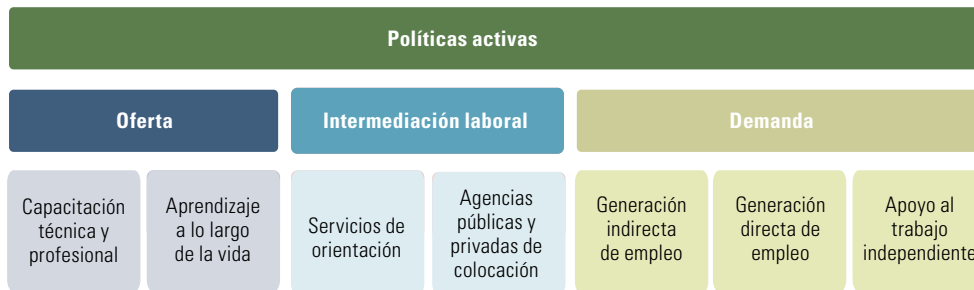 Políticas activas
Oferta
Intermediación laboral
Demanda
Capacitación
técnica y
profesional
Aprendizaje
a lo largo
de la vida
Servicios de
orientación
Agencias
públicas y
privadas de
colocación
Generación
indirecta
de empleo
Generación
directa de
empleo
Apoyo al
trabajo
independiente